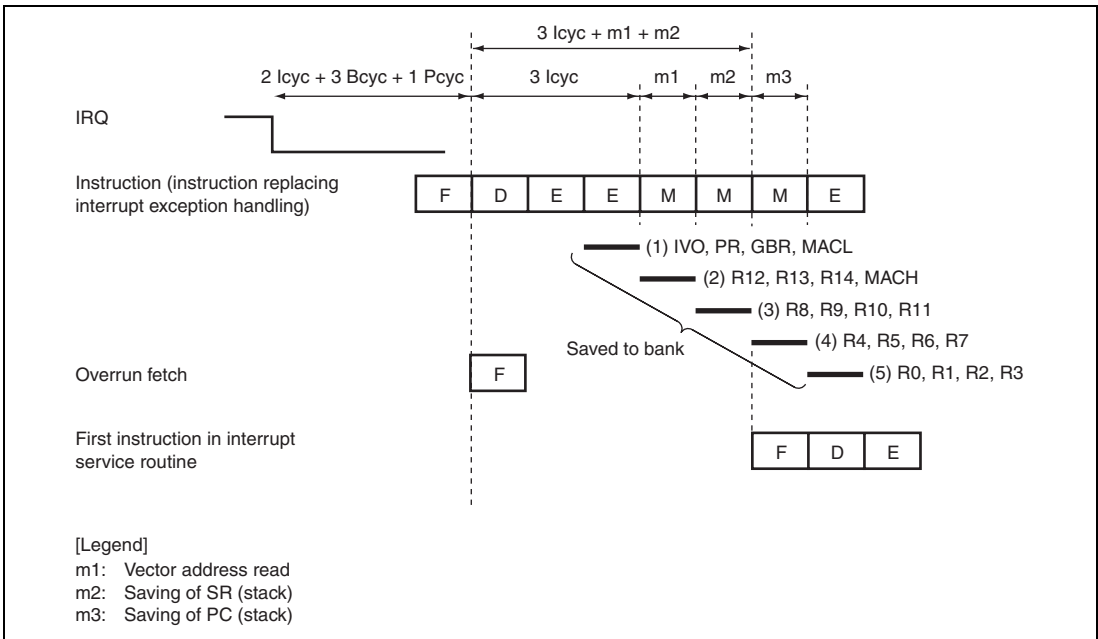 3 Icyc + m1 + m2
2 Icyc + 3 Bcyc + 1 Pcyc
3 Icyc
m1
m2
m3
IRQ
Instruction (instruction replacing
interrupt exception handling)
F D E E M M M E
(1) IVO, PR, GBR, MACL
(2) R12, R13, R14, MACH
(3) R8, R9, R10, R11
(4) R4, R5, R6, R7
Saved to bank
(5) R0, R1, R2, R3
Overrun fetch
F
First instruction in interrupt
service routine
F D E
[Legend]
m1: Vector address read
m2: Saving of SR (stack)
m3: Saving of PC (stack)